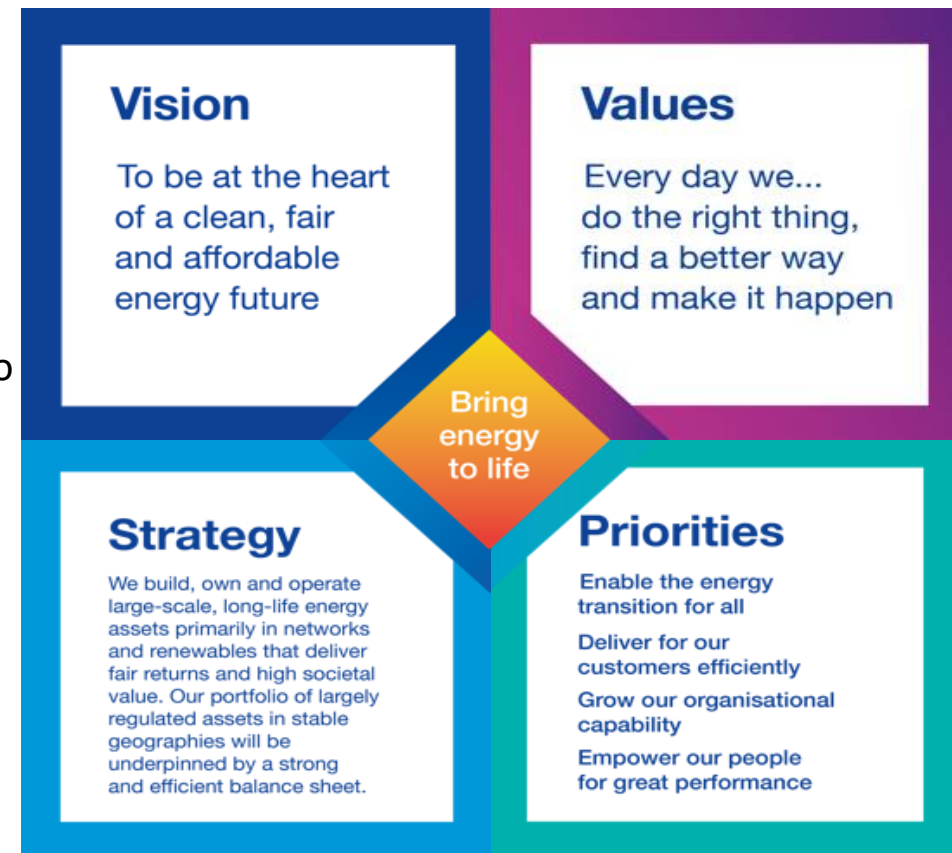 Vision
To be at the heart
of a clean, fair
and affordable
energy future
Values
Every day we...
do the right thing,
find a better way
and make it happen
o
Bring
energy
to life
Strategy
We build, own and operate
large-scale, long-life energy
assets primarily in networks
and renewables that deliver
fair returns and high societal
value. Our portfolio of largely
regulated assets in stable
geographies will be
underpinned by a strong
and efficient balance sheet.
Priorities
Enable the energy
transition for all
Deliver for our
customers efficiently
Grow our organisational
capability
Empower our people
for great performance